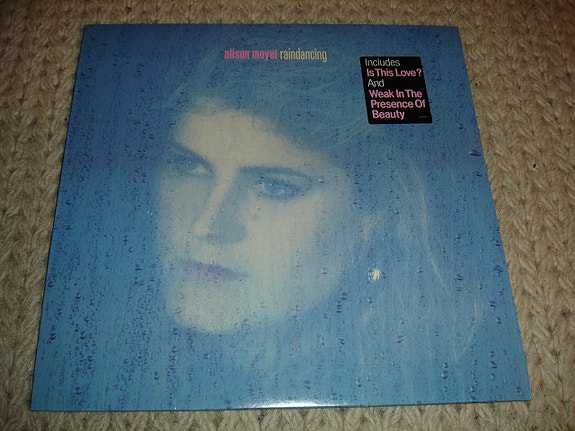 alison moyet raindancing
Includes
Is This Love?
And
Weak In The
Presence Of
Beauty